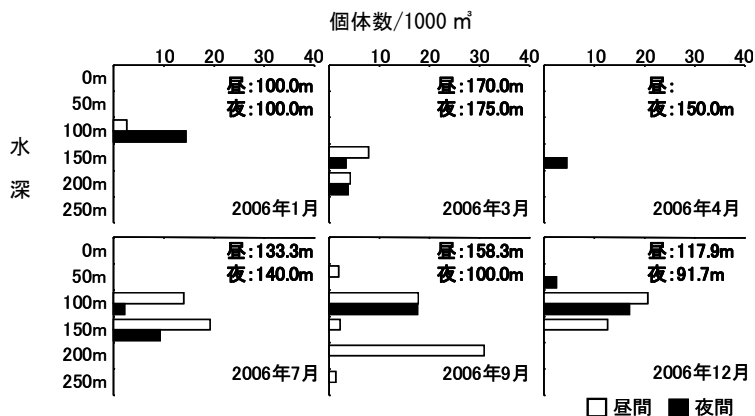 個体数/1000 ㎥
10 20 30 40 10 20 30 40 10 20 30 40
0m 昼:100.0m 昼:170.0m 昼:
50m 夜:100.0m 夜:175.0m 夜:150.0m
100m
水 150m
深 200m
250m 2006年1月 2006年3月 2006年4月
0m 昼:133.3m 昼:158.3m 昼:117.9m
50m 夜:140.0m 夜:100.0m 夜:91.7m
100m
150m
200m
250m 2006年7月 2006年9月 2006年12月
昼間 夜間